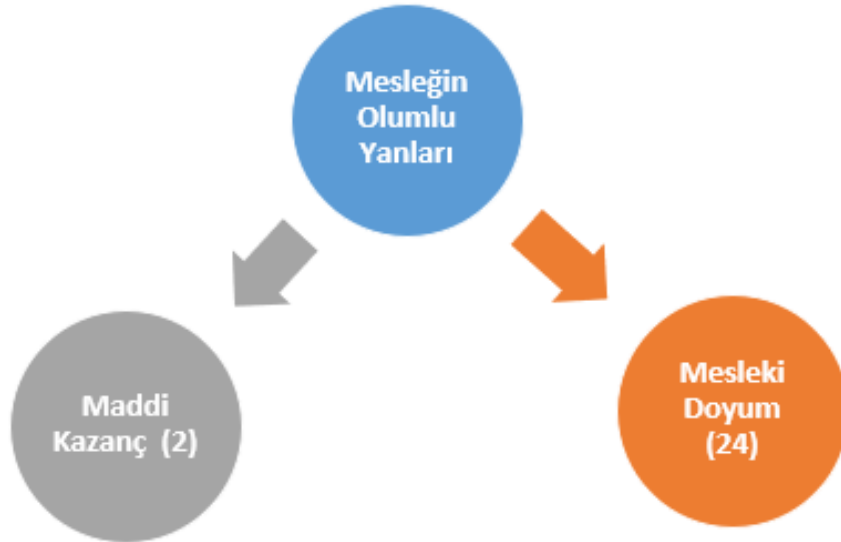 Mesleğin
Olumlu
Yanları
Maddi
Kazanç (2)
Mesleki
Doyum
(24)